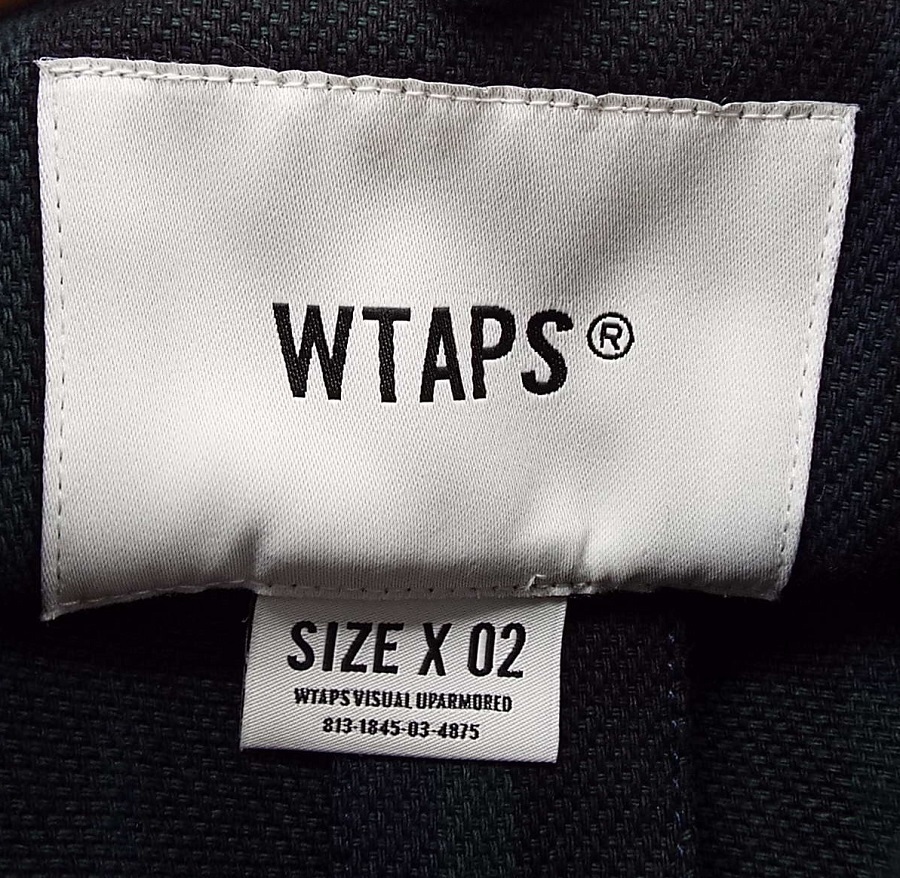 WTAPS®
SIZE X 02
WTAPS VISUAL UPARMORED
813-1845-03-4875